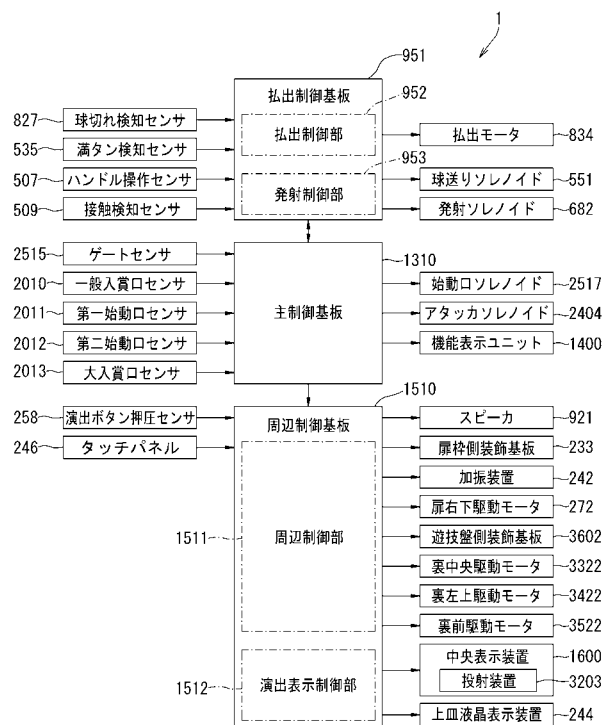 1
951
払出制御基板
952
827 球切れ検知センサ
払出制御部
払出モータ 834
535 満タン検知センサ
953
507 ハンドル操作センサ
発射制御部
球送りソレノイド 551
509 接触検知センサ
発射ソレノイド 682
2515 ゲートセンサ
1310
2010 一般入賞口センサ
始動口ソレノイド 2517
2011 第一始動口センサ
主制御基板
アタッカソレノイド 2404
2012 第二始動口センサ
機能表示ユニット 1400
2013 大入賞口センサ
1510
258 演出ボタン押圧センサ
周辺制御基板
スピーカ 921
246 タッチパネル
扉枠側装飾基板 233
加振装置 242
扉右下駆動モータ 272
1511 周辺制御部
遊技盤側装飾基板 3602
裏中央駆動モータ 3322
裏左上駆動モータ 3422
裏前駆動モータ 3522
中央表示装置 1600
1512 演出表示制御部
投射装置 3203
上皿液晶表示装置 244